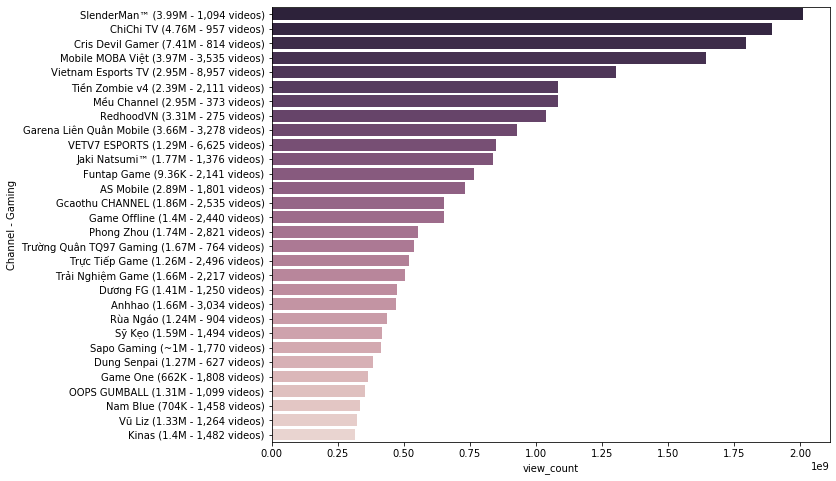 SlenderMan™ (3.99M - 1,094 videos)
ChiChi TV (4.76M - 957 videos)
Cris Devil Gamer (7.41M - 814 videos)
Mobile MOBA Việt (3.97M - 3,535 videos)
Vietnam Esports TV (2.95M - 8,957 videos)
Tiền Zombie v4 (2.39M - 2,111 videos)
Mều Channel (2.95M - 373 videos)
RedhoodVN (3.31M - 275 videos)
Garena Liên Quân Mobile (3.66M - 3,278 videos)
VETV7 ESPORTS (1.29M - 6,625 videos)
Jaki Natsumi™ (1.77M - 1,376 videos)
Funtap Game (9.36K - 2,141 videos)
AS Mobile (2.89M - 1,801 videos)
Gcaothu CHANNEL (1.86M - 2,535 videos)
Game Offline (1.4M - 2,440 videos)
Phong Zhou (1.74M - 2,821 videos)
Trường Quân TQ97 Gaming (1.67M - 764 videos)
Trực Tiếp Game (1.26M - 2,496 videos)
Trải Nghiệm Game (1.66M - 2,217 videos)
Dương FG (1.41M - 1,250 videos)
Anhhao (1.66M - 3,034 videos)
Rùa Ngáo (1.24M - 904 videos)
Sỹ Kẹo (1.59M - 1,494 videos)
Sapo Gaming (~1M - 1,770 videos)
Dung Senpai (1.27M - 627 videos)
Game One (662K - 1,808 videos)
OOPS GUMBALL (1.31M - 1,099 videos)
Nam Blue (704K - 1,458 videos)
Vũ Liz (1.33M - 1,264 videos)
Kinas (1.4M - 1,482 videos)
Channel - Gaming
0.00 0.25 0.50 0.75 1.00 1.25 1.50 1.75 2.00
1e9
view_count